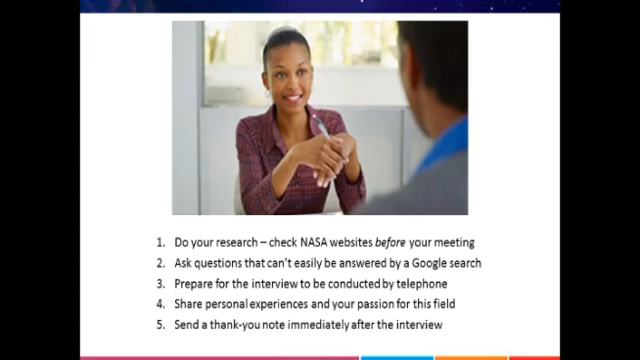 1. Do your research – check NASA websites before your meeting
2. Ask questions that can't easily be answered by a Google search
3. Prepare for the interview to be conducted by telephone
4. Share personal experiences and your passion for this field
5. Send a thank-you note immediately after the interview